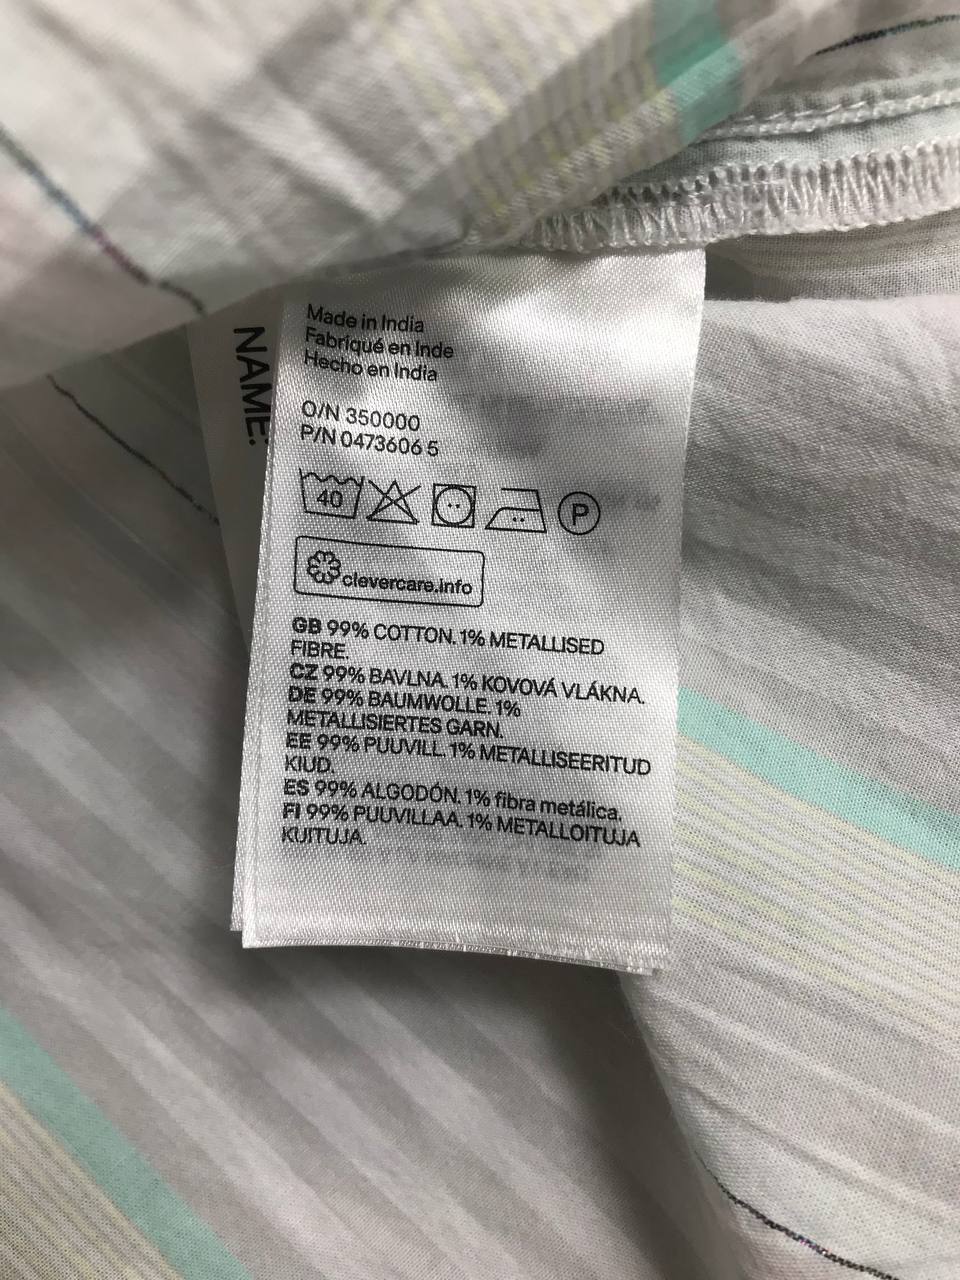 NAME:
Made in India
Fabriqué en Inde
Hecho en India
O/N 350000
P/N 0473606 5
40
P
clevercare.info
GB 99% COTTON. 1% METALLISED
FIBRE.
CZ 99% BAVLNA. 1% KOVOVÁ VLÁKNA.
DE 99% BAUMWOLLE. 1%
METALLISIERTES GARN.
EE 99% PUUVILL. 1% METALLISEERITUD
KIUD.
ES 99% ALGODÓN. 1% fibra metálica.
FI 99% PUUVILLAA. 1% METALLOITUJA
KUITUJA.